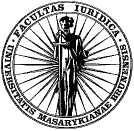 • FACULTAS IURIDICA •
UNIVERSITATIS MASARYKIANAE BRUNENSIS